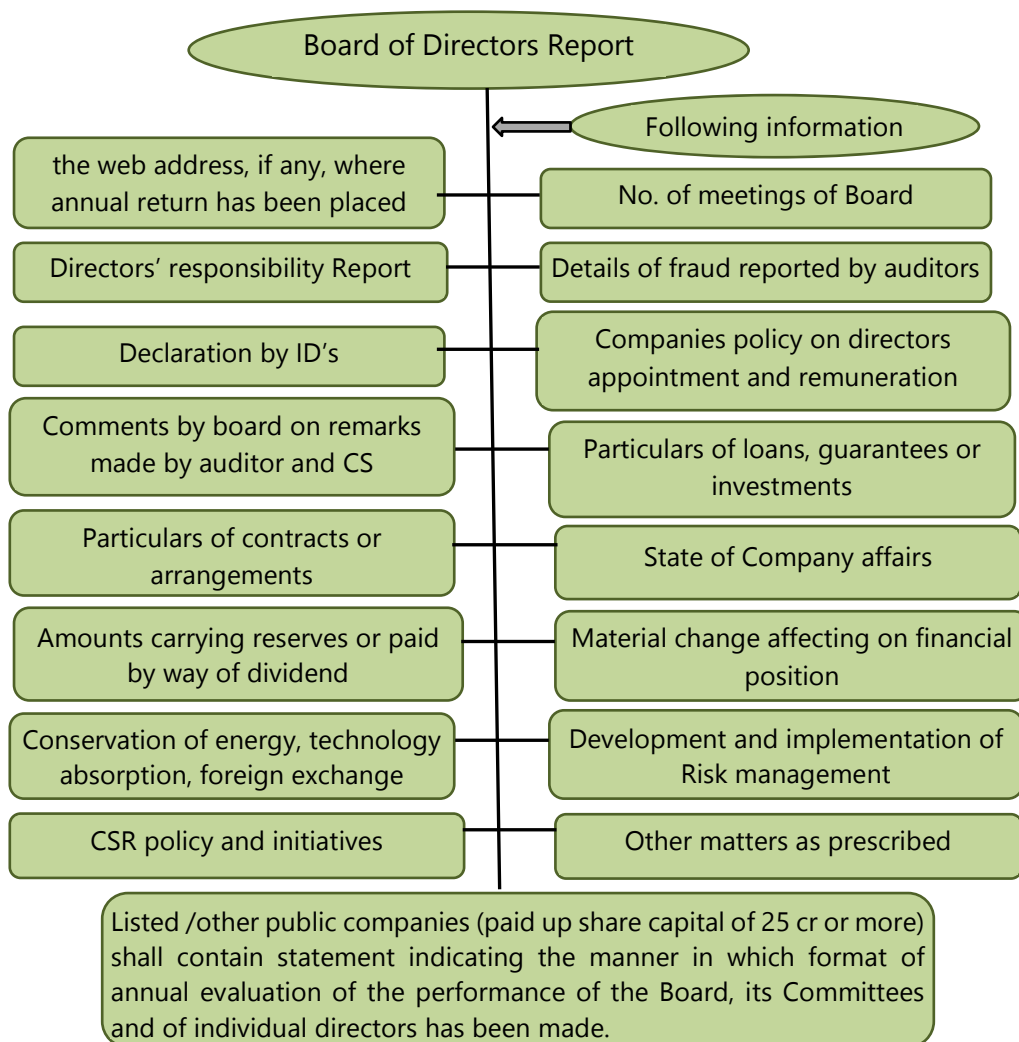 Board of Directors Report
Following information
the web address, if any, where
annual return has been placed
No. of meetings of Board
Directors’ responsibility Report
Details of fraud reported by auditors
Declaration by ID’s
Companies policy on directors
appointment and remuneration
Comments by board on remarks
made by auditor and CS
Particulars of loans, guarantees or
investments
Particulars of contracts or
arrangements
State of Company affairs
Amounts carrying reserves or paid
by way of dividend
Material change affecting on financial
position
Conservation of energy, technology
absorption, foreign exchange
Development and implementation of
Risk management
CSR policy and initiatives
Other matters as prescribed
Listed /other public companies (paid up share capital of 25 cr or more)
shall contain statement indicating the manner in which format of
annual evaluation of the performance of the Board, its Committees
and of individual directors has been made.